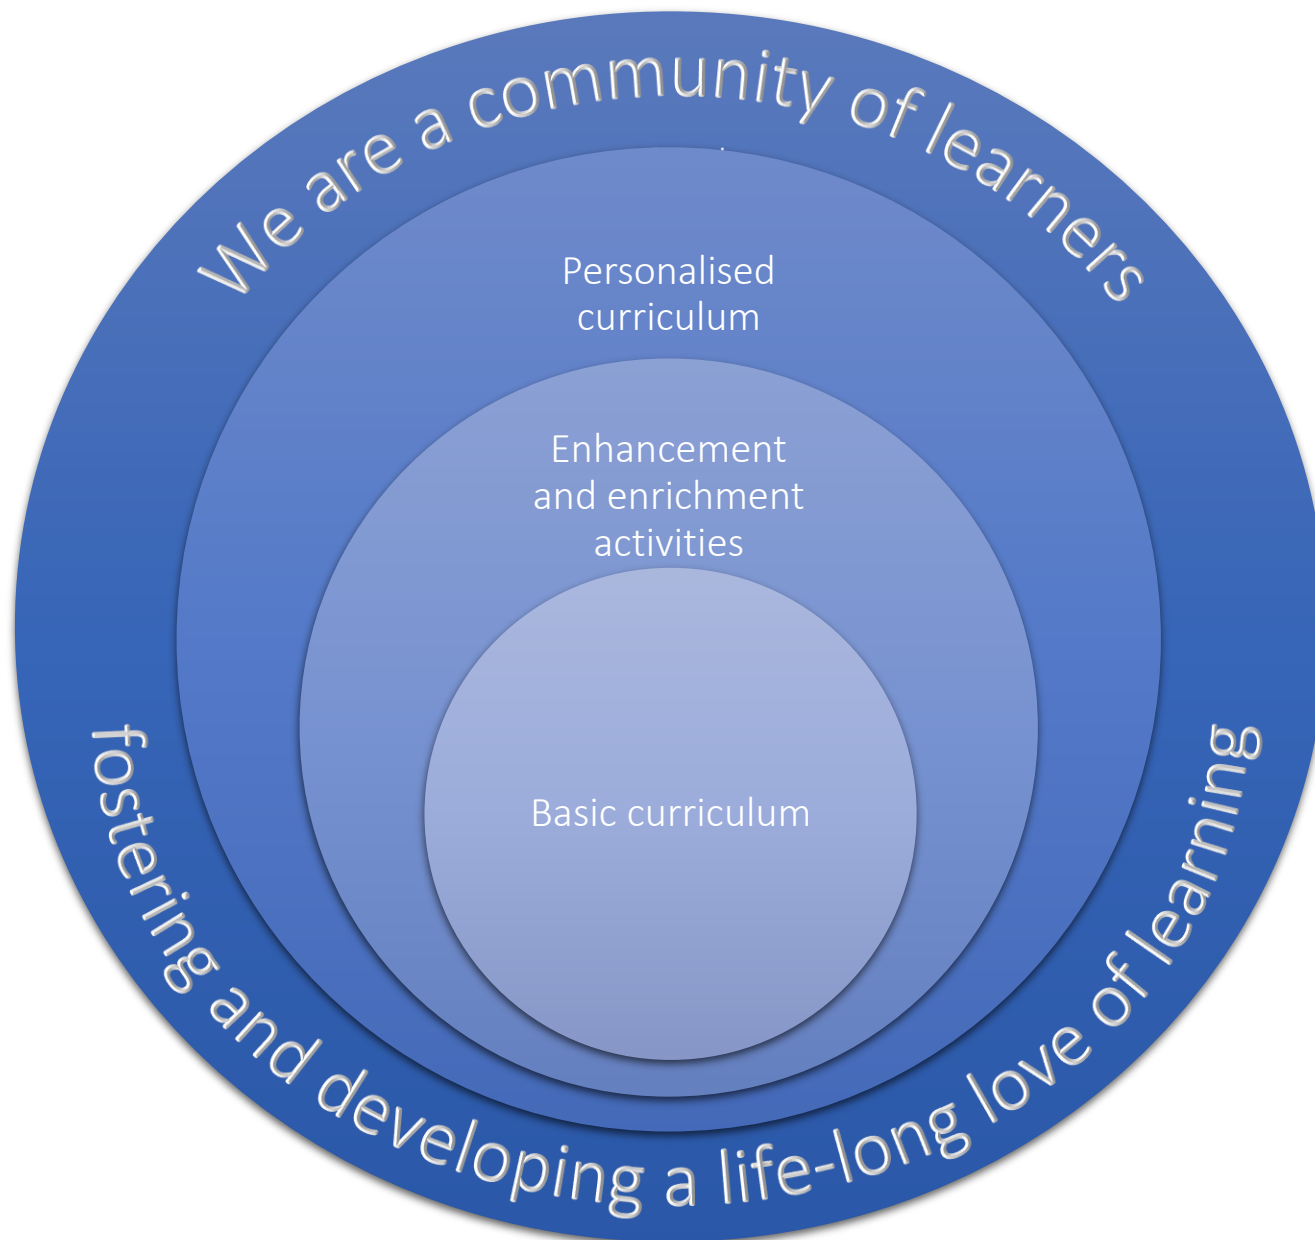 We are a community of learners
Personalised
curriculum
Enhancement
and enrichment
activities
Basic curriculum
fostering and developing a life-long love of learning